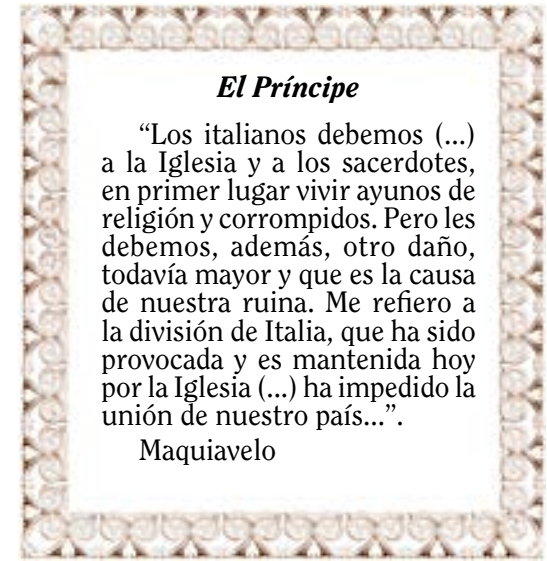 El Príncipe
“Los italianos debemos (...)
a la Iglesia y a los sacerdotes,
en primer lugar vivir ayunos de
religión y corrompidos. Pero les
debemos, además, otro daño,
todavía mayor y que es la causa
de nuestra ruina. Me refiero a
la división de Italia, que ha sido
provocada y es mantenida hoy
por la Iglesia (...) ha impedido la
unión de nuestro país...”.
Maquiavelo